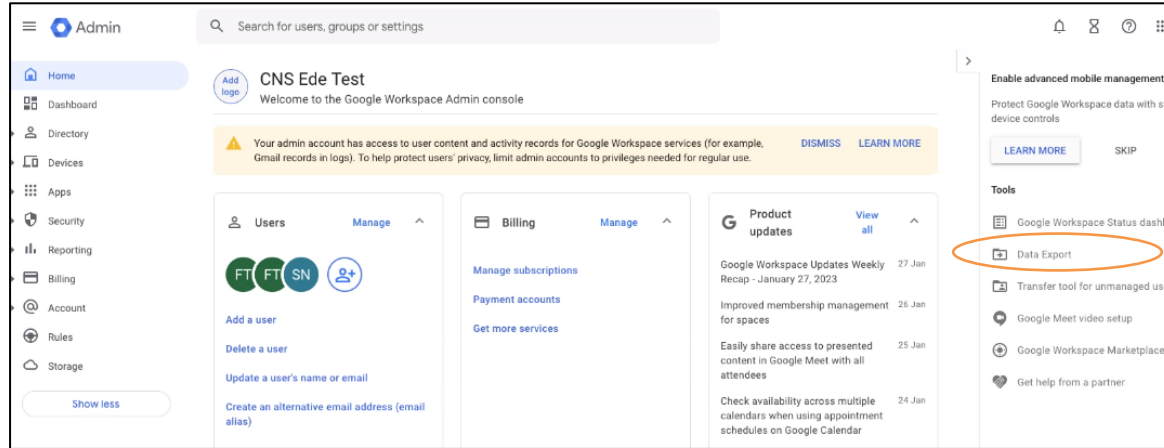 Admin
Search for users, groups or settings
Home
Dashboard
Directory
Devices
Apps
Security
Reporting
Billing
Account
Rules
Storage
Show less
Add
logo
CNS Ede Test
Welcome to the Google Workspace Admin console
Your admin account has access to user content and activity records for Google Workspace services (for example,
Gmail records in logs). To help protect users' privacy, limit admin accounts to privileges needed for regular use.
DISMISS LEARN MORE
Users Manage
FT FT SN
Add a user
Delete a user
Update a user's name or email
Create an alternative email address (email
alias)
Billing Manage
Manage subscriptions
Payment accounts
Get more services
G Product
updates
View
all
Google Workspace Updates Weekly 27 Jan
Recap - January 27, 2023
Improved membership management 26 Jan
for spaces
Easily share access to presented 25 Jan
content in Google Meet with all
attendees
Check availability across multiple 24 Jan
calendars when using appointment
schedules on Google Calendar
Enable advanced mobile management
Protect Google Workspace data with s
device controls
LEARN MORE SKIP
Tools
Google Workspace Status dashl
Data Export
Transfer tool for unmanaged us
Google Meet video setup
Google Workspace Marketplace
Get help from a partner